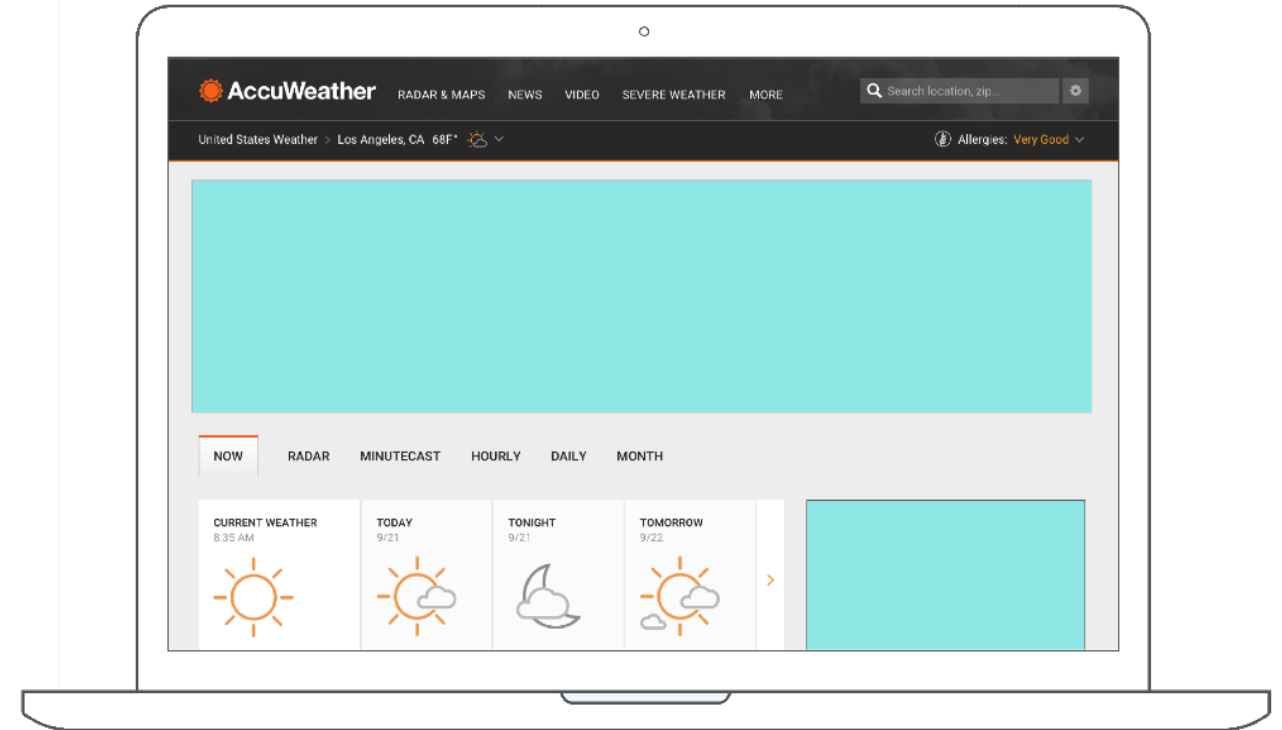 AccuWeather RADAR & MAPS NEWS VIDEO SEVERE WEATHER MORE Search location, zip...
United States Weather > Los Angeles, CA 68F° Allergies: Very Good
NOW RADAR MINUTECAST HOURLY DAILY MONTH
CURRENT WEATHER TODAY TONIGHT TOMORROW
8:35 AM 9/21 9/21 9/22